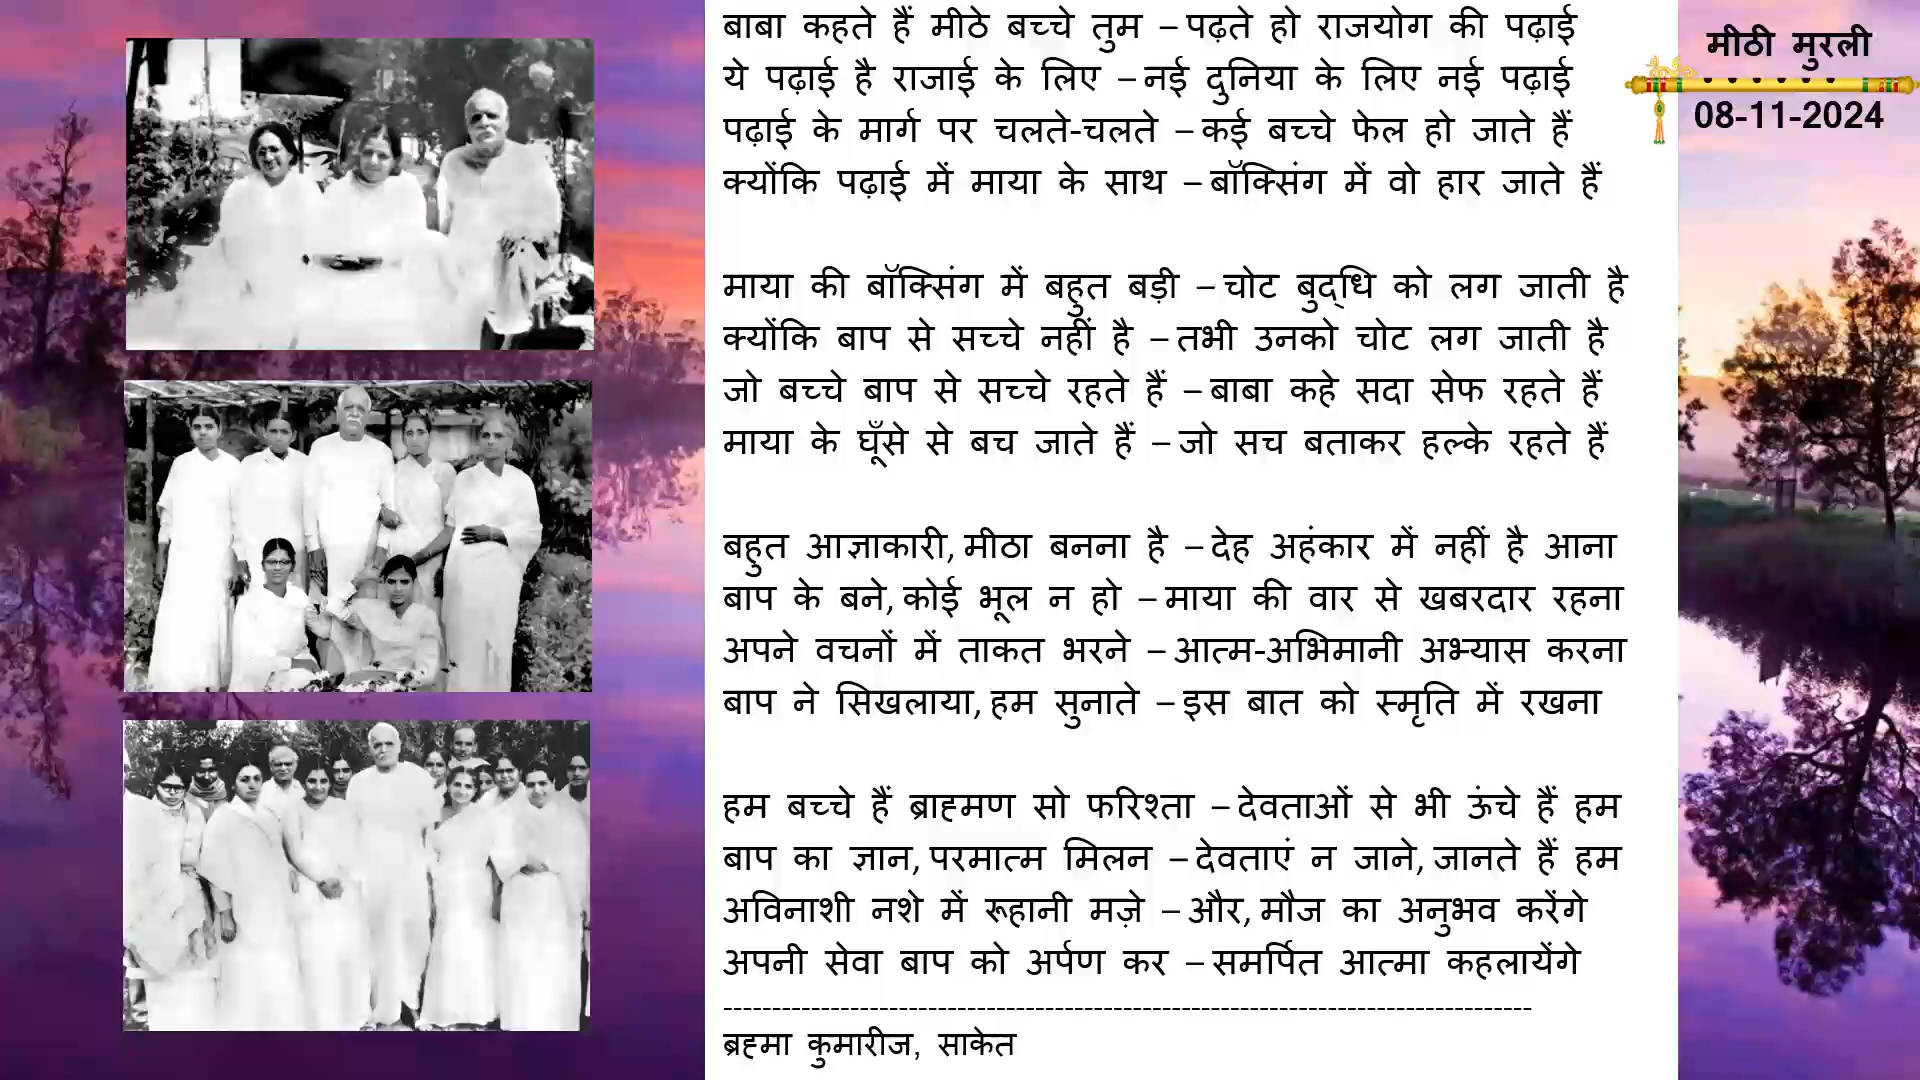 बाबा कहते हैं मीठे बच्चे तुम – पढ़ते हो राजयोग की पढ़ाई
ये पढ़ाई है राजाई के लिए – नई दुनिया के लिए नई पढ़ाई
पढ़ाई के मार्ग पर चलते-चलते – कई बच्चे फेल हो जाते हैं
क्योंकि पढ़ाई में माया के साथ – बॉक्सिंग में वो हार जाते हैं
माया की बॉक्सिंग में बहुत बड़ी – चोट बुद्धि को लग जाती है
क्योंकि बाप से सच्चे नहीं है – तभी उनको चोट लग जाती है
जो बच्चे बाप से सच्चे रहते हैं – बाबा कहे सदा सेफ रहते हैं
माया के घूँसे से बच जाते हैं – जो सच बताकर हल्के रहते हैं
बहुत आज्ञाकारी, मीठा बनना है – देह अहंकार में नहीं है आना
बाप के बने, कोई भूल न हो – माया की वार से खबरदार रहना
अपने वचनों में ताकत भरने – आत्म-अभिमानी अभ्यास करना
बाप ने सिखलाया, हम सुनाते – इस बात को स्मृति में रखना
हम बच्चे हैं ब्राह्मण सो फरिश्ता – देवताओं से भी ऊंचे हैं हम
बाप का ज्ञान, परमात्म मिलन – देवताएं न जाने, जानते हैं हम
अविनाशी नशे में रूहानी मज़े – और, मौज का अनुभव करेंगे
अपनी सेवा बाप को अर्पण कर – समर्पित आत्मा कहलायेंगे
-----------------------------------------------------------------------------------
ब्रह्मा कुमारीज, साकेत
मीठी मुरली
08-11-2024